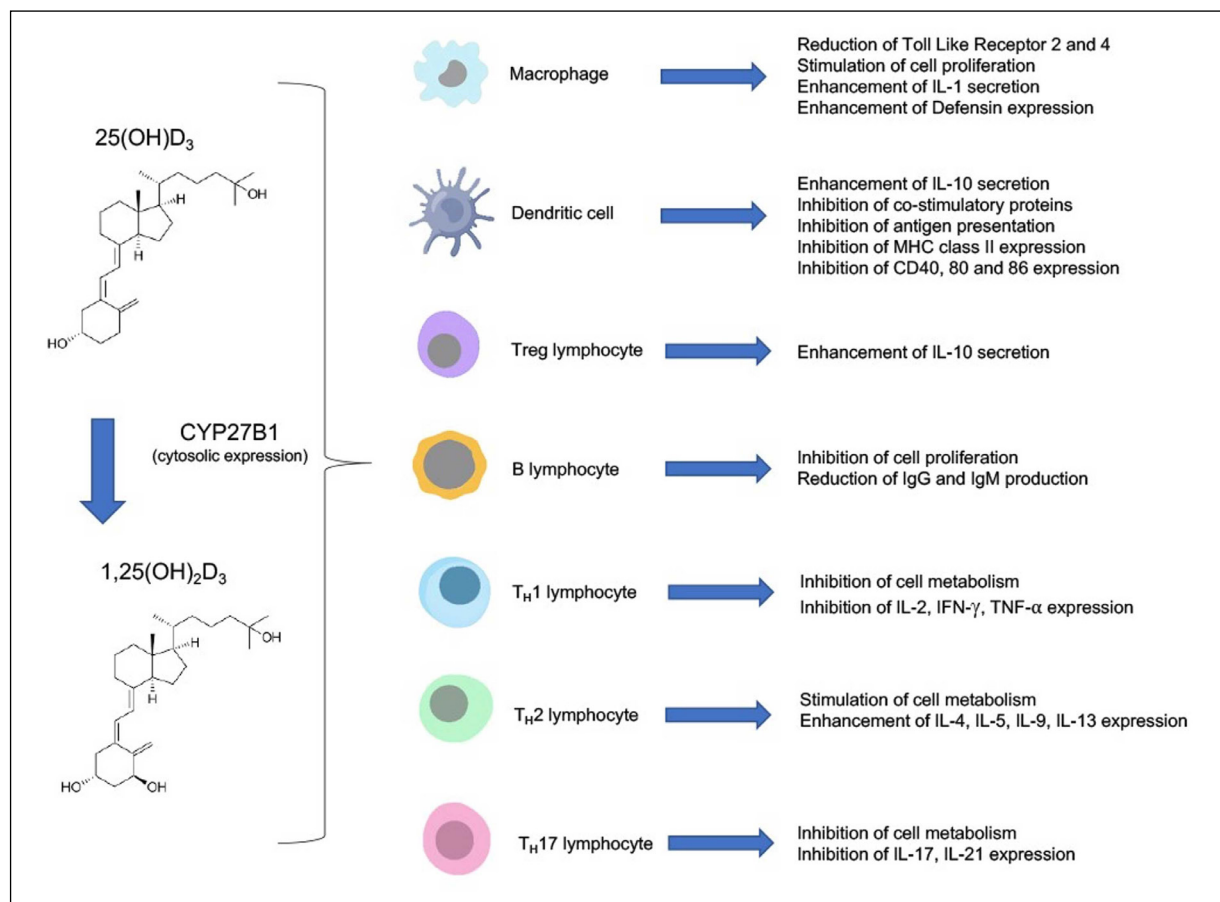 25(OH)D₃
H
OH
H
HO
CYP27B1
(cytosolic expression)
1,25(OH)₂D₃
H
OH
H
HO
OH
Macrophage
Reduction of Toll Like Receptor 2 and 4
Stimulation of cell proliferation
Enhancement of IL-1 secretion
Enhancement of Defensin expression
Dendritic cell
Enhancement of IL-10 secretion
Inhibition of co-stimulatory proteins
Inhibition of antigen presentation
Inhibition of MHC class II expression
Inhibition of CD40, 80 and 86 expression
Treg lymphocyte
Enhancement of IL-10 secretion
B lymphocyte
Inhibition of cell proliferation
Reduction of IgG and IgM production
T_H1 lymphocyte
Inhibition of cell metabolism
Inhibition of IL-2, IFN-γ, TNF-α expression
T_H2 lymphocyte
Stimulation of cell metabolism
Enhancement of IL-4, IL-5, IL-9, IL-13 expression
T_H17 lymphocyte
Inhibition of cell metabolism
Inhibition of IL-17, IL-21 expression